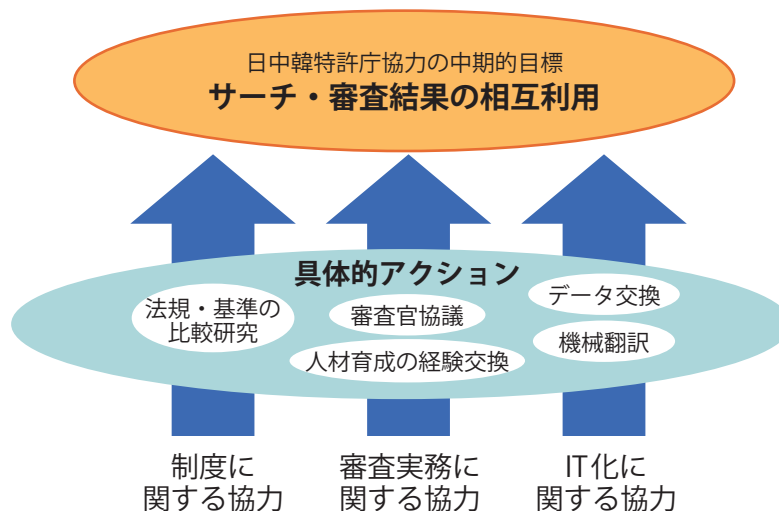 日中韓特許庁協力の中期的目標
サーチ・審査結果の相互利用
具体的アクション
法規・基準の
比較研究
審査官協議
人材育成の経験交換
データ交換
機械翻訳
制度に
関する協力
審査実務に
関する協力
IT化に
関する協力